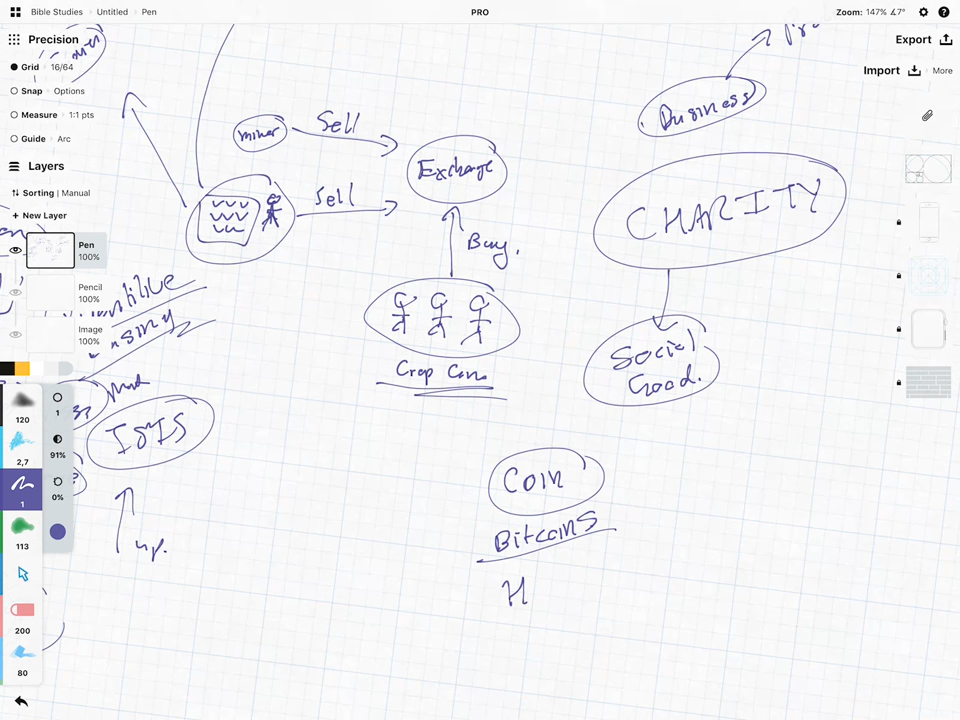 Bible Studies > Untitled > Pen
PRO
Zoom: 147% ∡7°
Precision
Grid > 16/64
Snap > Options
Measure > 1:1 pts
Guide > Arc
Layers
Sorting | Manual
+ New Layer
Pen
100%
Pencil
100%
Image
100%
120
2,7
1
113
200
80
1
91%
0%
Export
Import
More
miner
Sell
Exchange
Sell
Buy.
Business
CHARITY
Social
Good.
ISIS
up.
Coin
Bitcoins
H